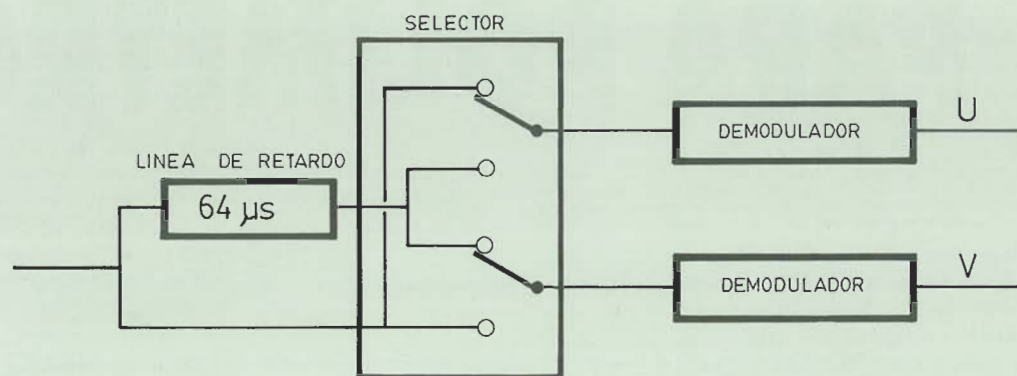 SELECTOR
LINEA DE RETARDO
64 µs
DEMODULADOR
U
DEMODULADOR
V